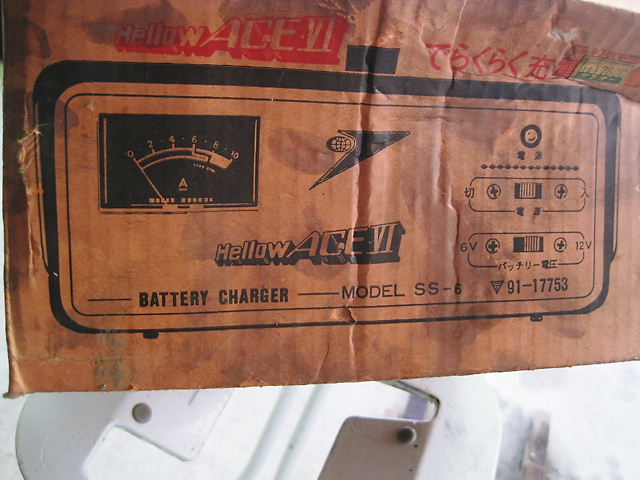 Hellow ACE VI
でらくらく充
0 2 4 6 8 10
A
電源
切 入
電源
Hellow ACE VI
6V 12V
バッテリー電圧
BATTERY CHARGER MODEL SS-6 ▽91-17753